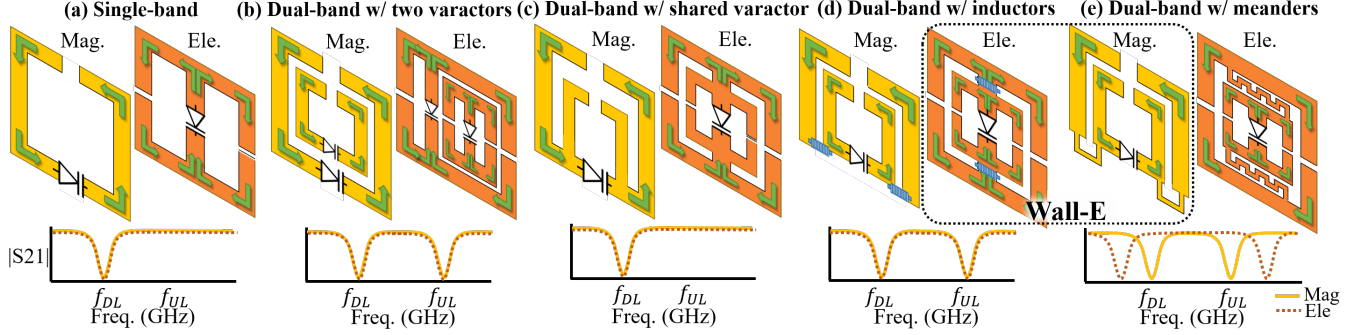 (a) Single-band
Mag. Ele.
|S21|
f_DL f_UL
Freq. (GHz)
(b) Dual-band w/ two varactors
Mag. Ele.
f_DL f_UL
Freq. (GHz)
(c) Dual-band w/ shared varactor
Mag. Ele.
f_DL f_UL
Freq. (GHz)
(d) Dual-band w/ inductors
Mag. Ele.
f_DL f_UL
Freq. (GHz)
(e) Dual-band w/ meanders
Mag. Ele.
Wall-E
f_DL f_UL
Freq. (GHz)
Mag
Ele